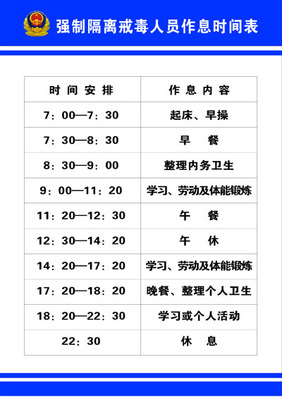 强制隔离戒毒人员作息时间表
时间安排 作息内容
7：00—7：30 起床、早操
7：30—8：30 早餐
8：30—9：00 整理内务卫生
9：00—11：20 学习、劳动及体能锻炼
11：20—12：30 午餐
12：30—14：20 午休
14：20—17：20 学习、劳动及体能锻炼
17：20—18：20 晚餐、整理个人卫生
18：20—22：30 学习或个人活动
22：30 休息